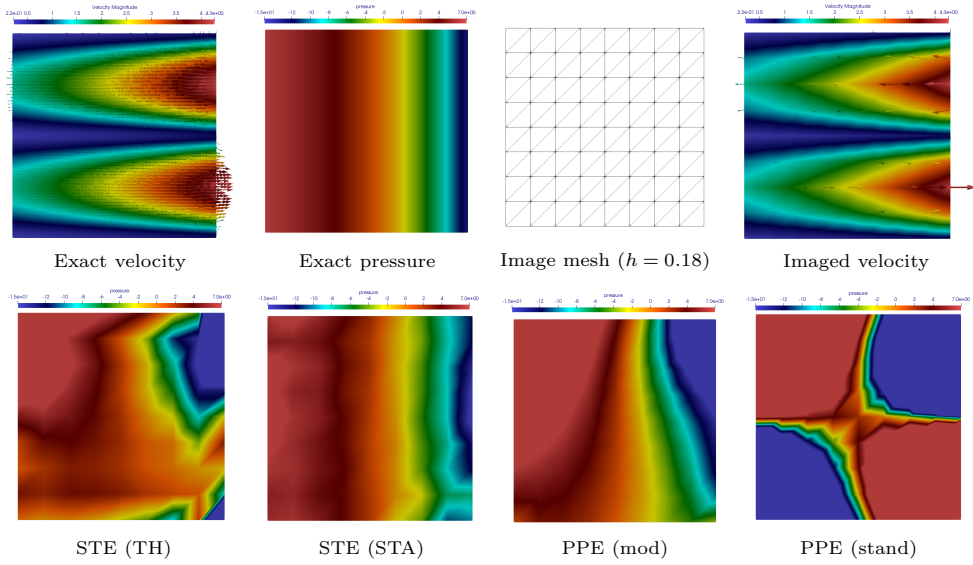 Velocity Magnitude
2.2e-01 0.5 1 1.5 2 2.5 3 3.5 4.3e+00
pressure
-1.5e+01 -12 -10 -8 -6 -4 -2 0 2 4 7.0e+00
Velocity Magnitude
2.2e-01 0.5 1 1.5 2 2.5 3 3.5 4.3e+00
Exact velocity
Exact pressure
Image mesh (h = 0.18)
Imaged velocity
pressure
-1.5e+01 -12 -10 -8 -6 -4 -2 0 2 4 7.0e+00
pressure
-1.5e+01 -12 -10 -8 -6 -4 -2 0 2 4 7.0e+00
pressure
-1.5e+01 -12 -10 -8 -6 -4 -2 0 2 4 7.0e+00
pressure
-1.5e+01 -12 -10 -8 -6 -4 -2 0 2 4 7.0e+00
STE (TH)
STE (STA)
PPE (mod)
PPE (stand)